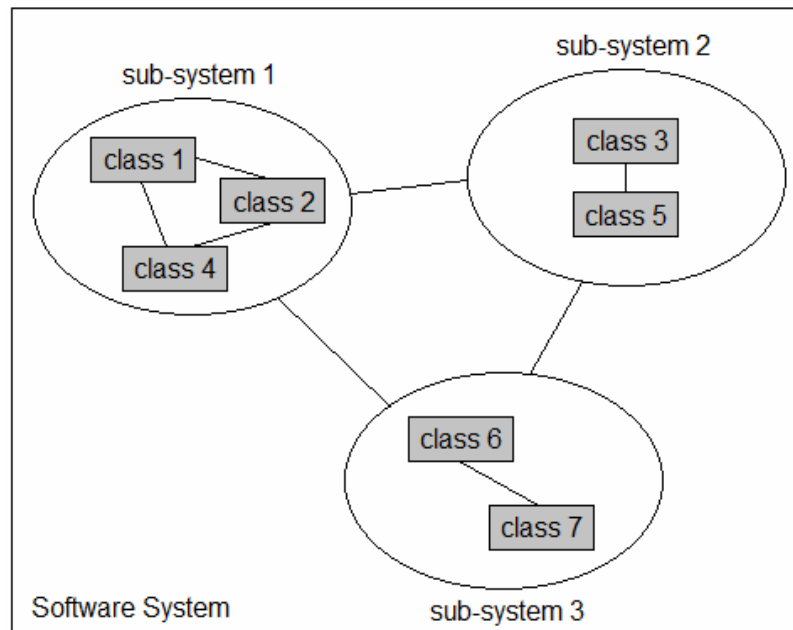 sub-system 1
class 1
class 2
class 4
sub-system 2
class 3
class 5
class 6
class 7
sub-system 3
Software System